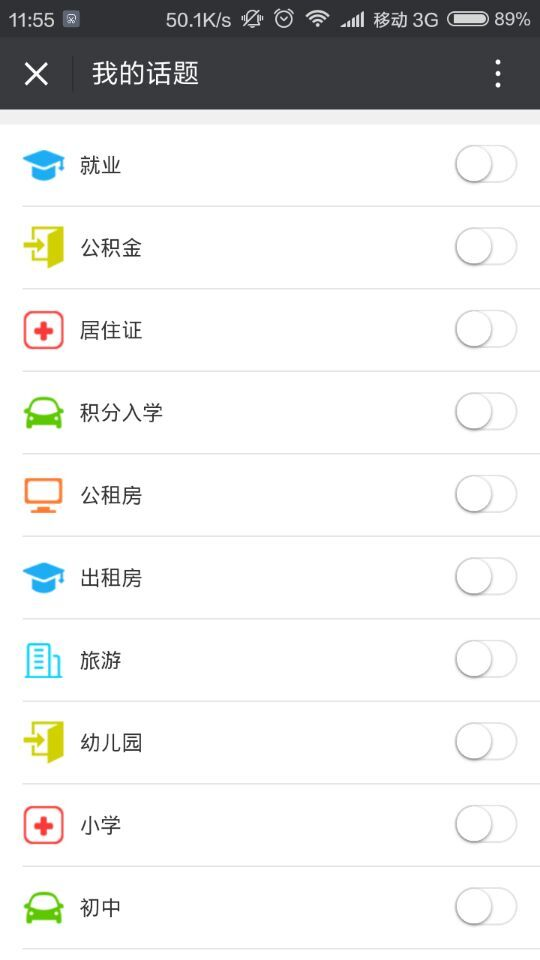 11:55 50.1K/s 移动 3G 89%
我的话题
就业
公积金
居住证
积分入学
公租房
出租房
旅游
幼儿园
小学
初中